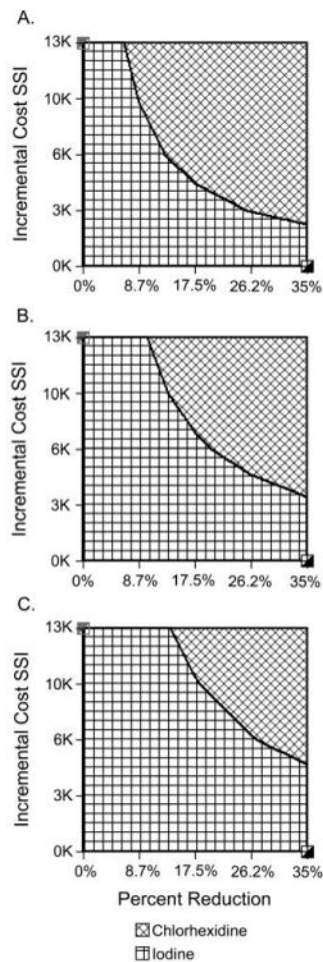 A.
Incremental Cost SSI
13K
10K
6K
3K
0K
0% 8.7% 17.5% 26.2% 35%
B.
Incremental Cost SSI
13K
10K
6K
3K
0K
0% 8.7% 17.5% 26.2% 35%
C.
Incremental Cost SSI
13K
10K
6K
3K
0K
0% 8.7% 17.5% 26.2% 35%
Percent Reduction
Chlorhexidine
Iodine